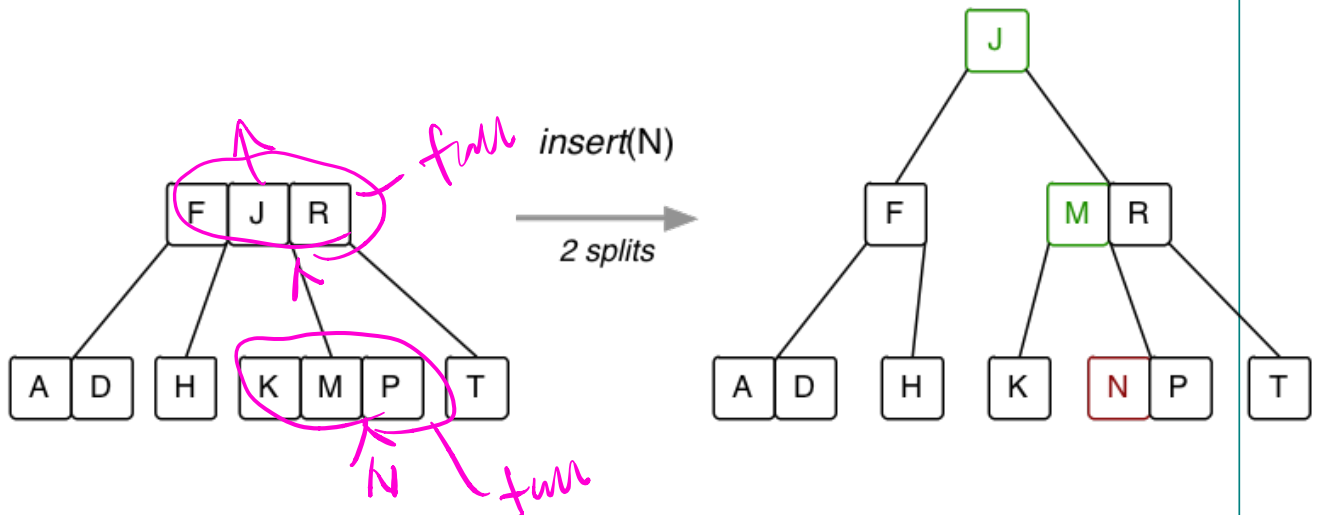 J
full
insert(N)
F J R
F
M R
2 splits
A D
H
K M P
T
A D
H
K
N P
T
N
full